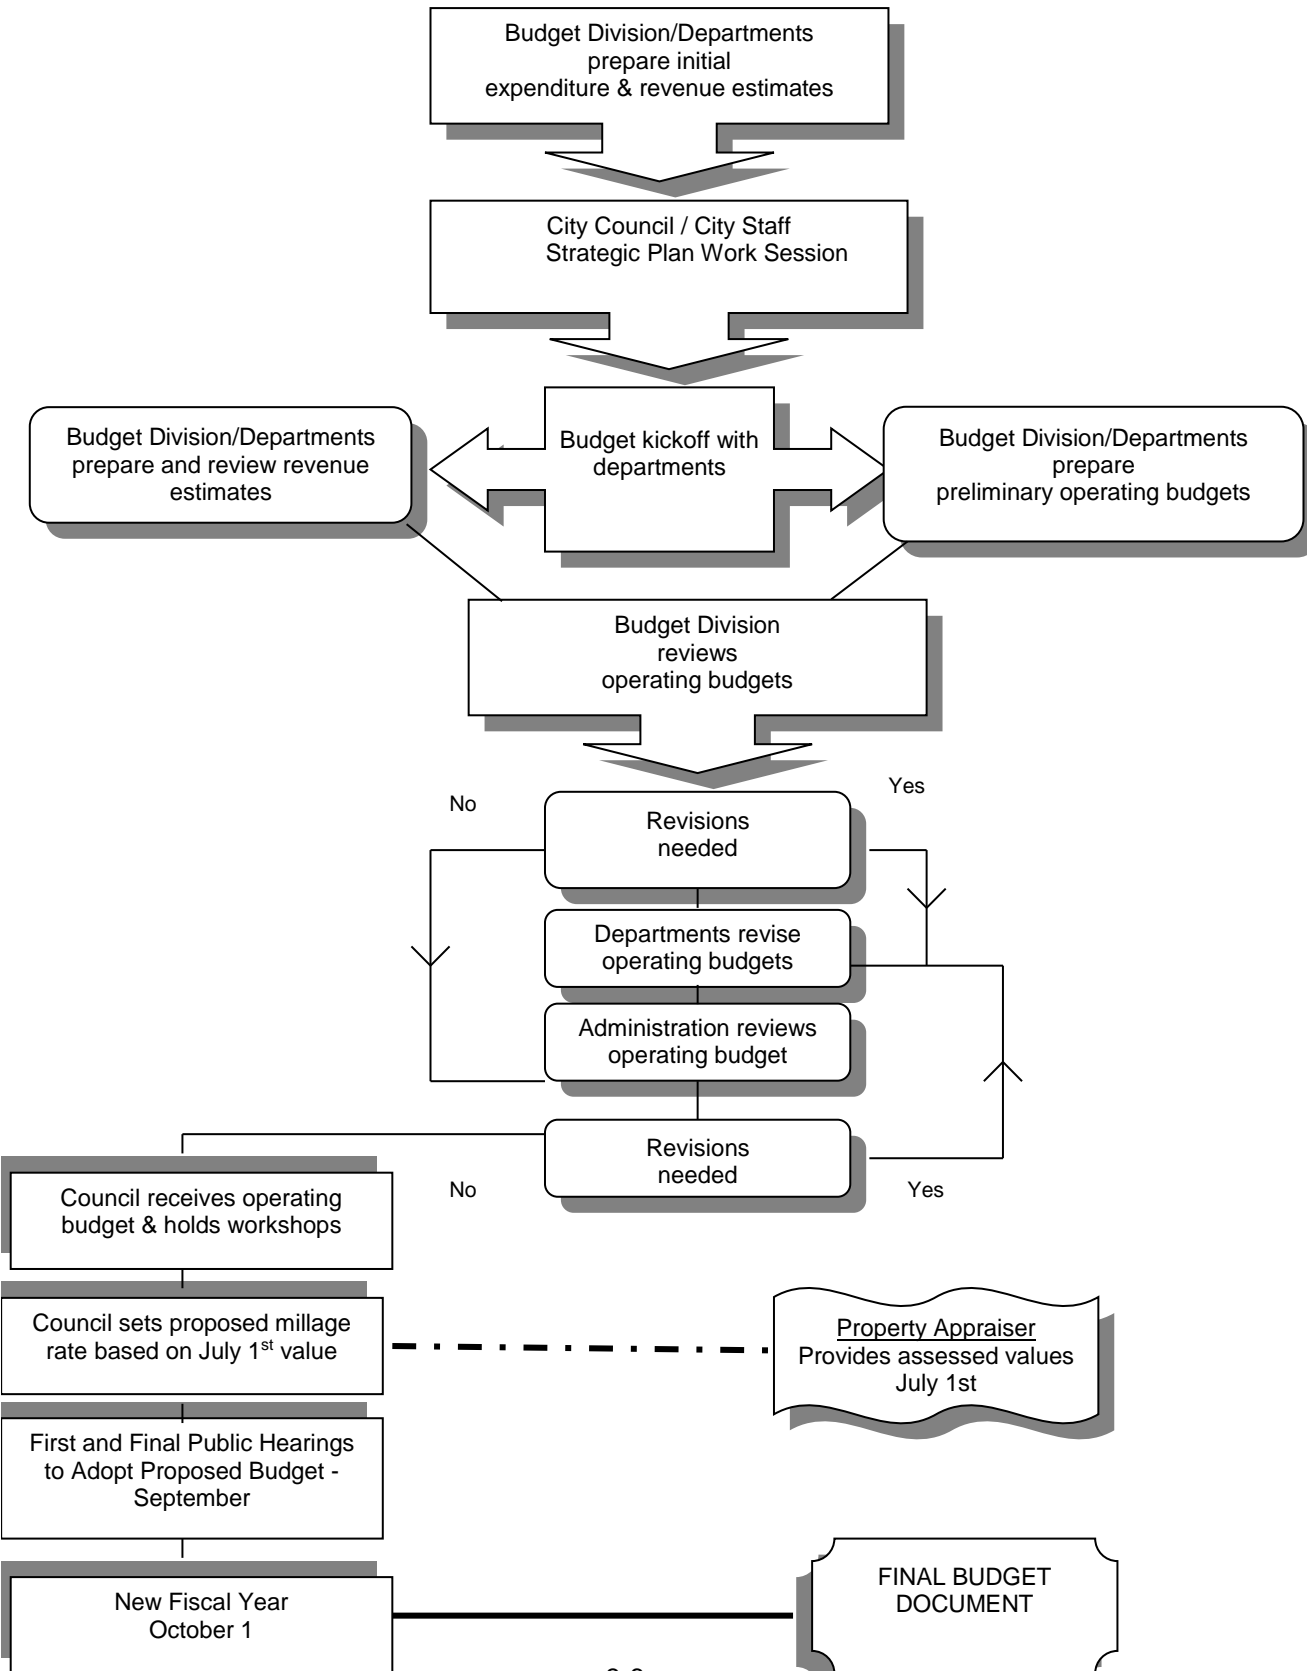 Budget Division/Departments
prepare initial
expenditure & revenue estimates
City Council / City Staff
Strategic Plan Work Session
Budget Division/Departments
prepare and review revenue
estimates
Budget kickoff with
departments
Budget Division/Departments
prepare
preliminary operating budgets
Budget Division
reviews
operating budgets
No
Yes
Revisions
needed
Departments revise
operating budgets
Administration reviews
operating budget
Revisions
needed
No
Yes
Council receives operating
budget & holds workshops
Council sets proposed millage
rate based on July 1st value
Property Appraiser
Provides assessed values
July 1st
First and Final Public Hearings
to Adopt Proposed Budget -
September
New Fiscal Year
October 1
FINAL BUDGET
DOCUMENT